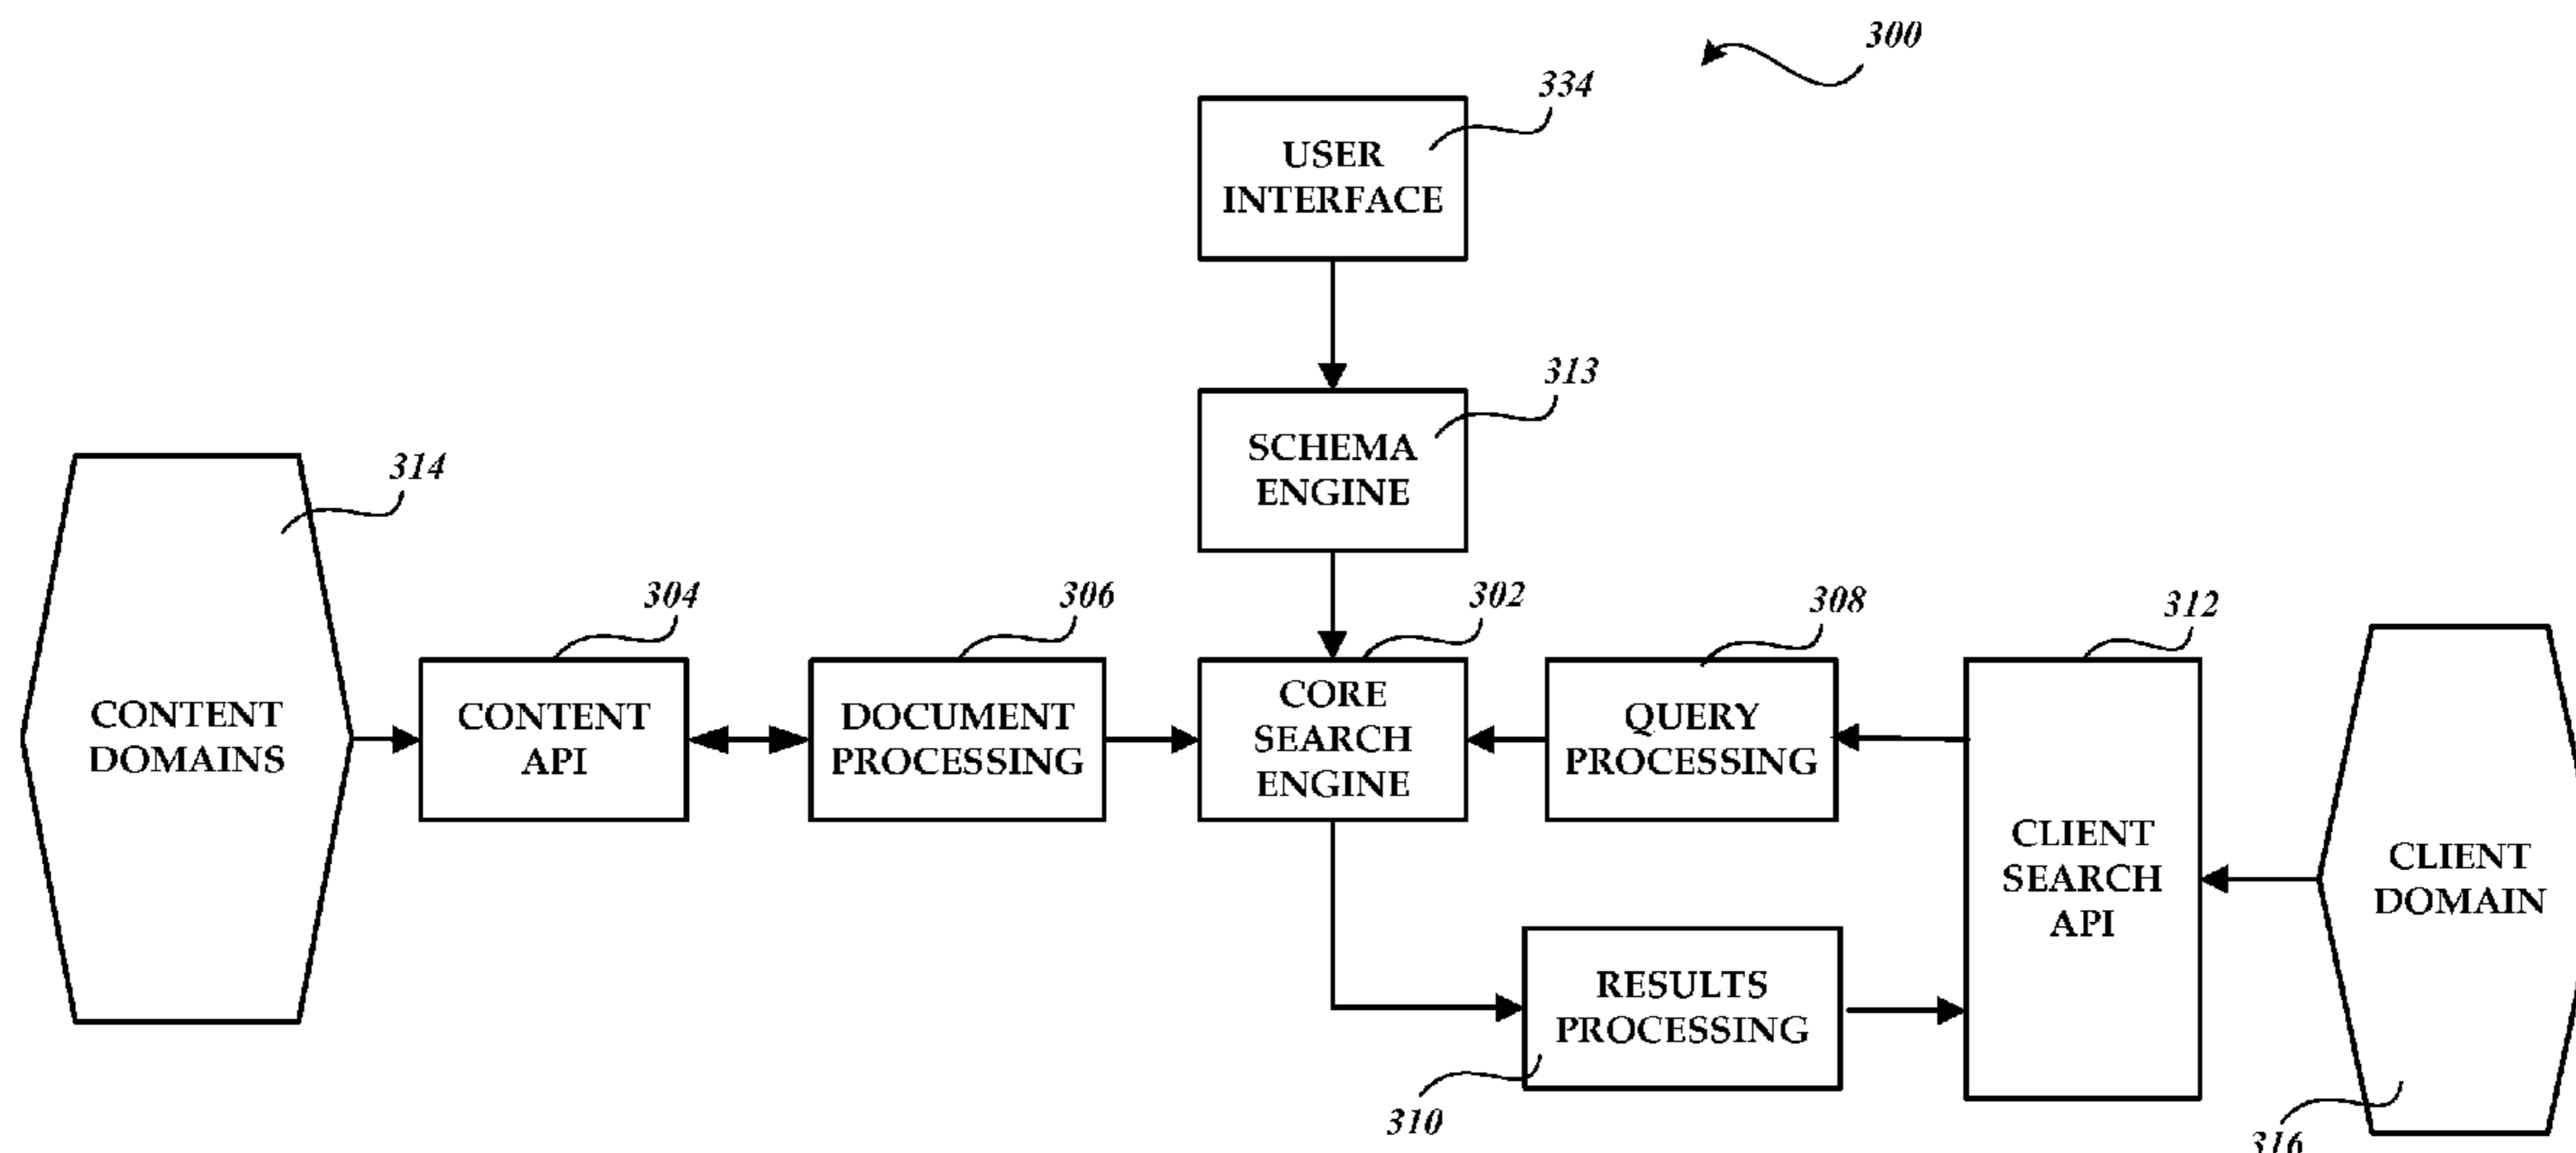 300
334
USER
INTERFACE
313
SCHEMA
ENGINE
314
CONTENT
DOMAINS
304
CONTENT
API
306
DOCUMENT
PROCESSING
302
CORE
SEARCH
ENGINE
308
QUERY
PROCESSING
312
CLIENT
SEARCH
API
CLIENT
DOMAIN
RESULTS
PROCESSING
310
316